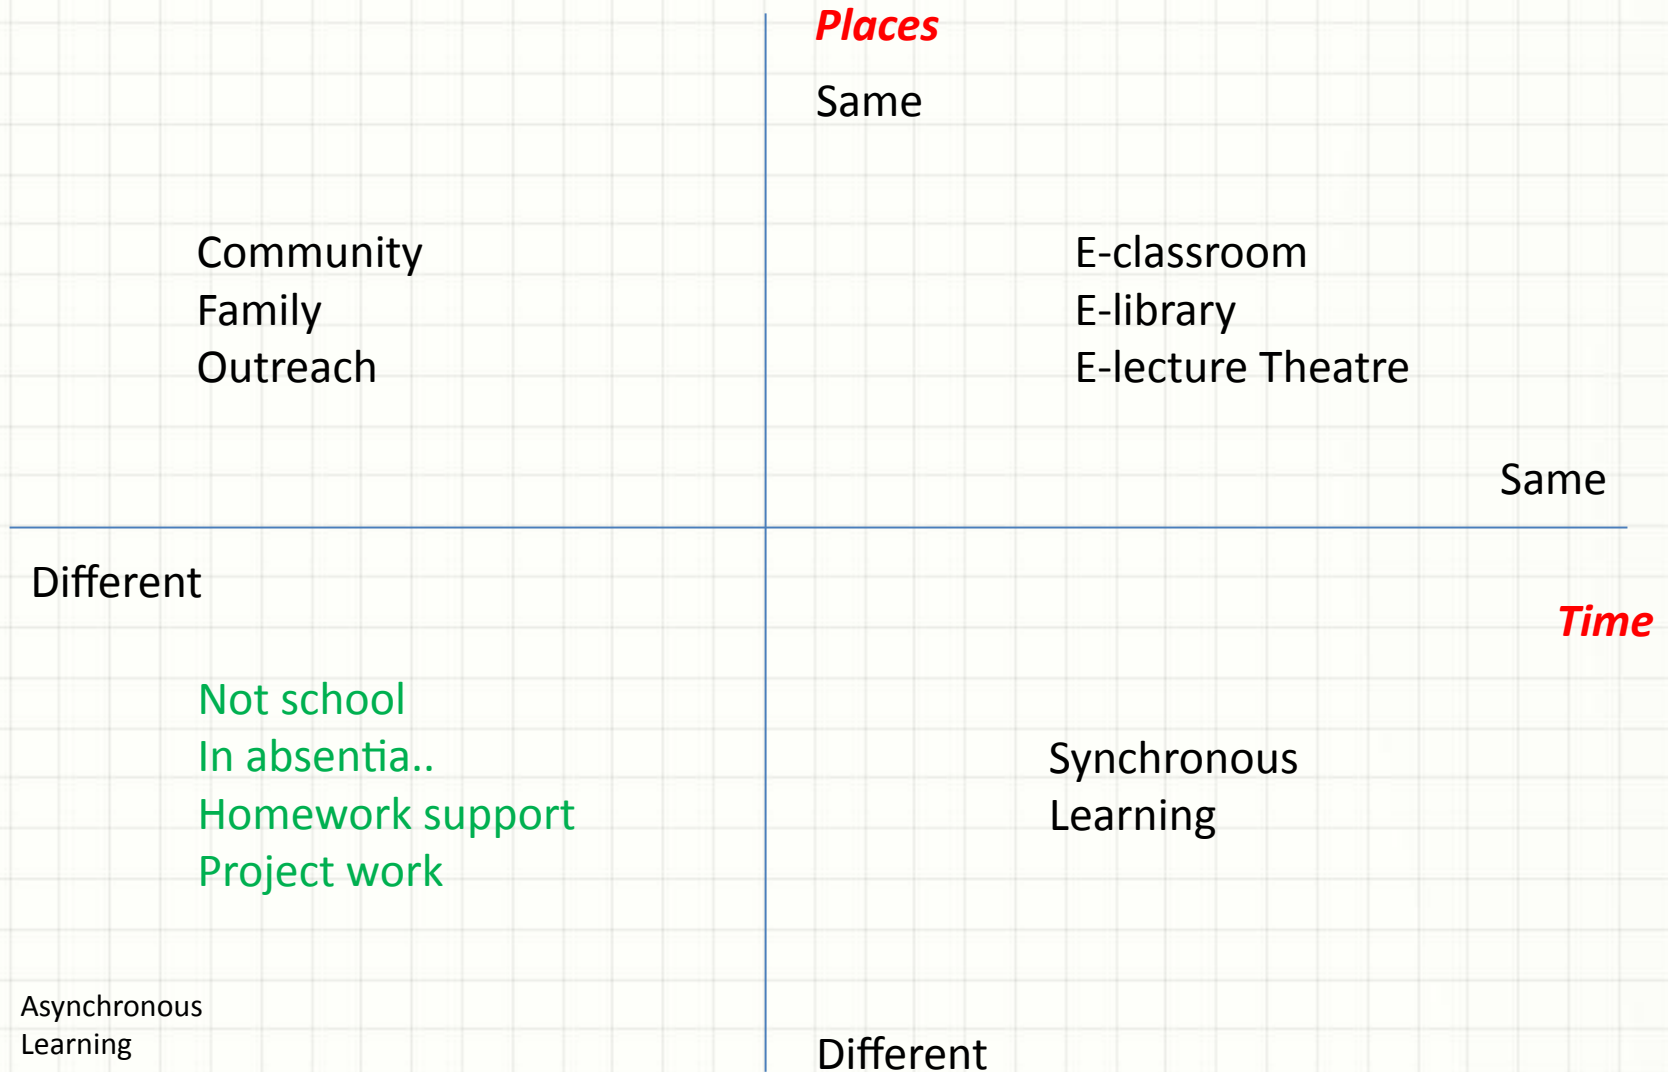 Places
Same
Community
Family
Outreach
E-classroom
E-library
E-lecture Theatre
Same
Different
Time
Not school
In absentia..
Homework support
Project work
Synchronous
Learning
Asynchronous
Learning
Different